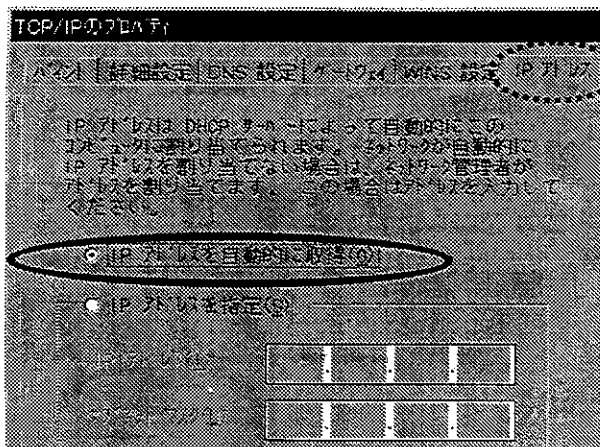 TCP/IPのプロパティ
バインド 詳細設定 DNS 設定 ゲートウェイ WINS 設定 IP アドレス
IP アドレスは DHCP サーバーによって自動的にこの
コンピュータに割り当てられます。ネットワークが自動的に
IP アドレスを割り当てない場合は、ネットワーク管理者が
アドレスを割り当てます。この場合はアドレスを入力して
ください。
IP アドレスを自動的に取得(O)
IP アドレスを指定(S)